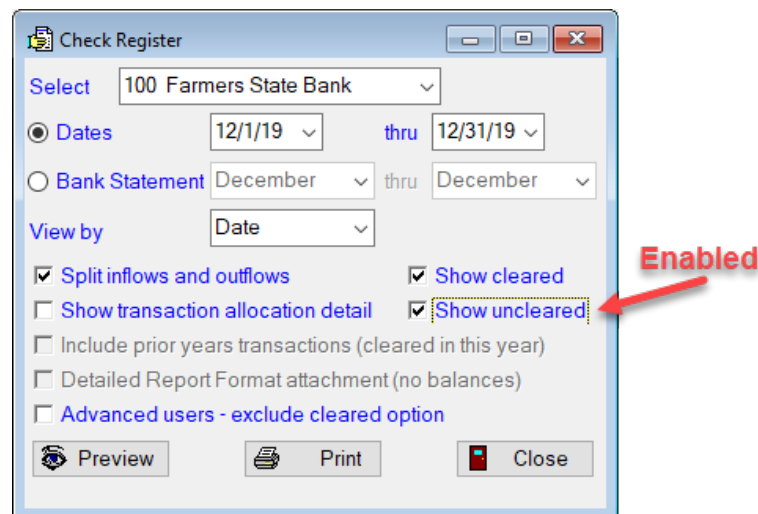 Check Register
Select 100 Farmers State Bank
Dates 12/1/19 thru 12/31/19
Bank Statement December thru December
View by Date
Split inflows and outflows Show cleared
Enabled
Show transaction allocation detail Show uncleared
Include prior years transactions (cleared in this year)
Detailed Report Format attachment (no balances)
Advanced users - exclude cleared option
Preview Print Close